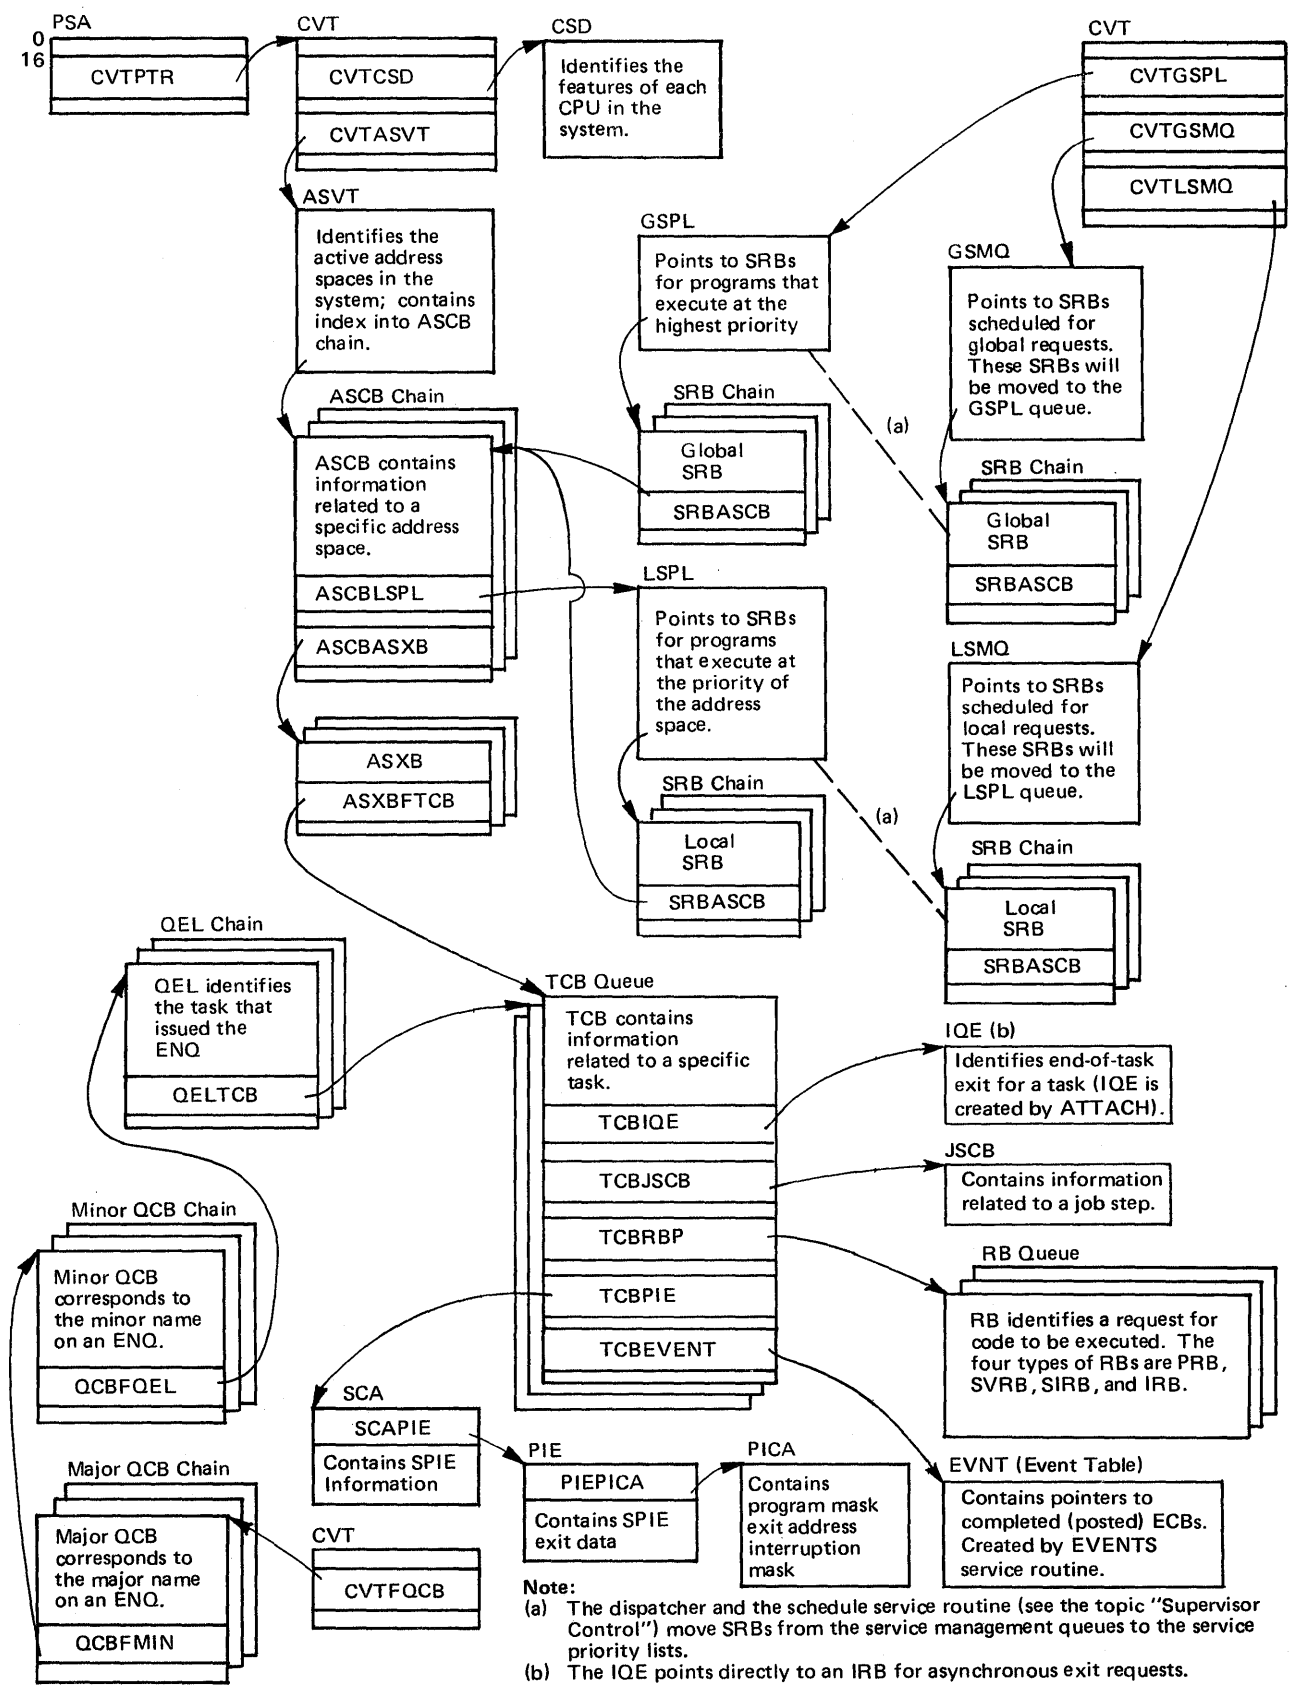 PSA
0
16
CVTPTR
CVT
CVTCSD
CVTASVT
CSD
Identifies the
features of each
CPU in the
system.
CVT
CVTGSPL
CVTGSMQ
CVTLSMQ
ASVT
Identifies the
active address
spaces in the
system; contains
index into ASCB
chain.
GSPL
Points to SRBs
for programs that
execute at the
highest priority
GSMQ
Points to SRBs
scheduled for
global requests.
These SRBs will
be moved to the
GSPL queue.
ASCB Chain
ASCB contains
information
related to a
specific address
space.
ASCBLSPL
ASCBASXB
SRB Chain
Global
SRB
SRBASCB
(a)
SRB Chain
Global
SRB
SRBASCB
LSPL
Points to SRBs
for programs
that execute at
the priority of
the address
space.
LSMQ
Points to SRBs
scheduled for
local requests.
These SRBs will
be moved to the
LSPL queue.
ASXB
ASXBFTCB
SRB Chain
Local
SRB
SRBASCB
(a)
SRB Chain
Local
SRB
SRBASCB
QEL Chain
QEL identifies
the task that
issued the
ENQ
QELTCB
TCB Queue
TCB contains
information
related to a specific
task.
TCBIQE
TCBJSCB
TCBRBP
TCBPIE
TCBEVENT
IQE (b)
Identifies end-of-task
exit for a task (IQE is
created by ATTACH).
JSCB
Contains information
related to a job step.
RB Queue
RB identifies a request for
code to be executed. The
four types of RBs are PRB,
SVRB, SIRB, and IRB.
Minor QCB Chain
Minor QCB
corresponds to
the minor name
on an ENQ.
QCBFQEL
SCA
SCAPIE
Contains SPIE
Information
PIE
PIEPICA
Contains SPIE
exit data
PICA
Contains
program mask
exit address
interruption
mask
EVNT (Event Table)
Contains pointers to
completed (posted) ECBs.
Created by EVENTS
service routine.
Major QCB Chain
Major QCB
corresponds to
the major name
on an ENQ.
QCBFMIN
CVT
CVTFQCB
Note:
(a) The dispatcher and the schedule service routine (see the topic "Supervisor
Control") move SRBs from the service management queues to the service
priority lists.
(b) The IQE points directly to an IRB for asynchronous exit requests.